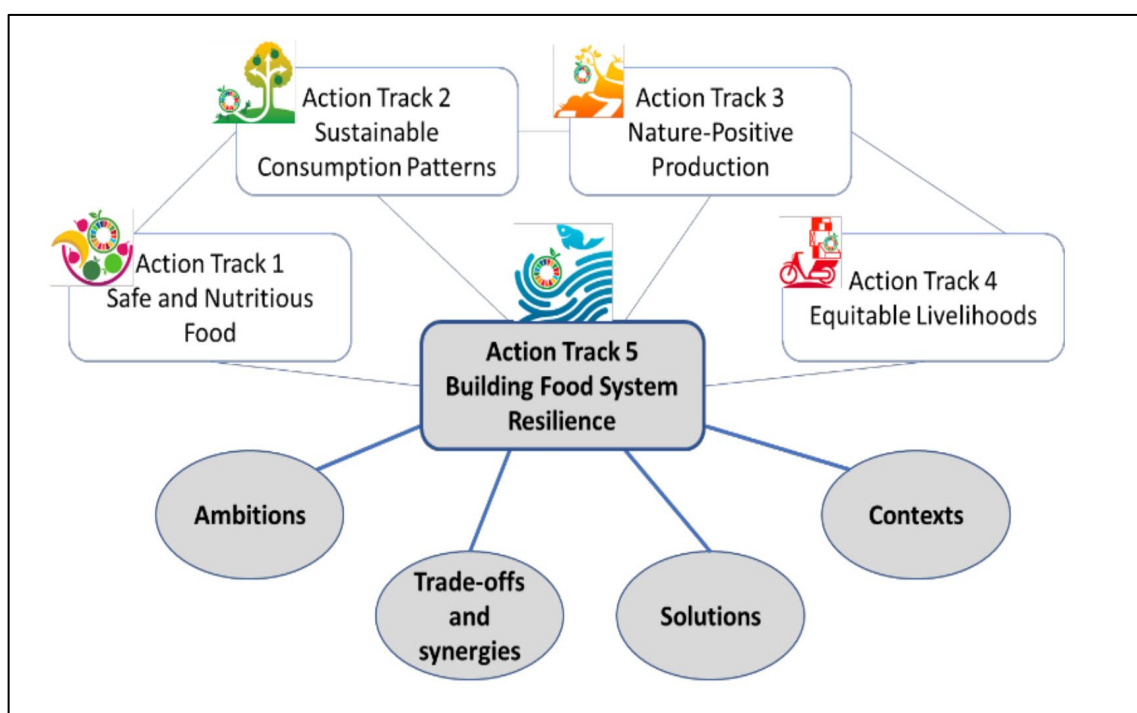 Action Track 2
Sustainable
Consumption Patterns
Action Track 3
Nature-Positive
Production
Action Track 1
Safe and Nutritious
Food
Action Track 4
Equitable Livelihoods
Action Track 5
Building Food System
Resilience
Ambitions
Trade-offs
and
synergies
Solutions
Contexts